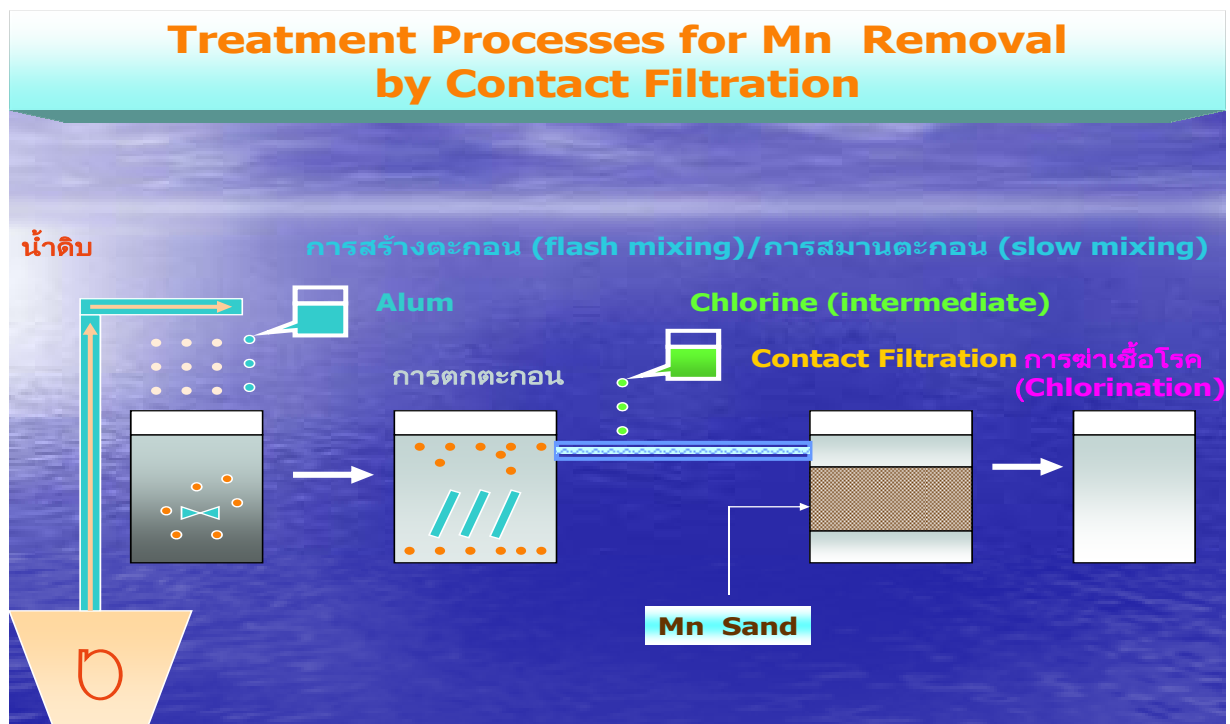 Treatment Processes for Mn Removal
by Contact Filtration
น้ำดิบ
การสร้างตะกอน (flash mixing)/การสมานตะกอน (slow mixing)
Alum
Chlorine (intermediate)
การตกตะกอน
Contact Filtration
การฆ่าเชื้อโรค
(Chlorination)
Mn Sand